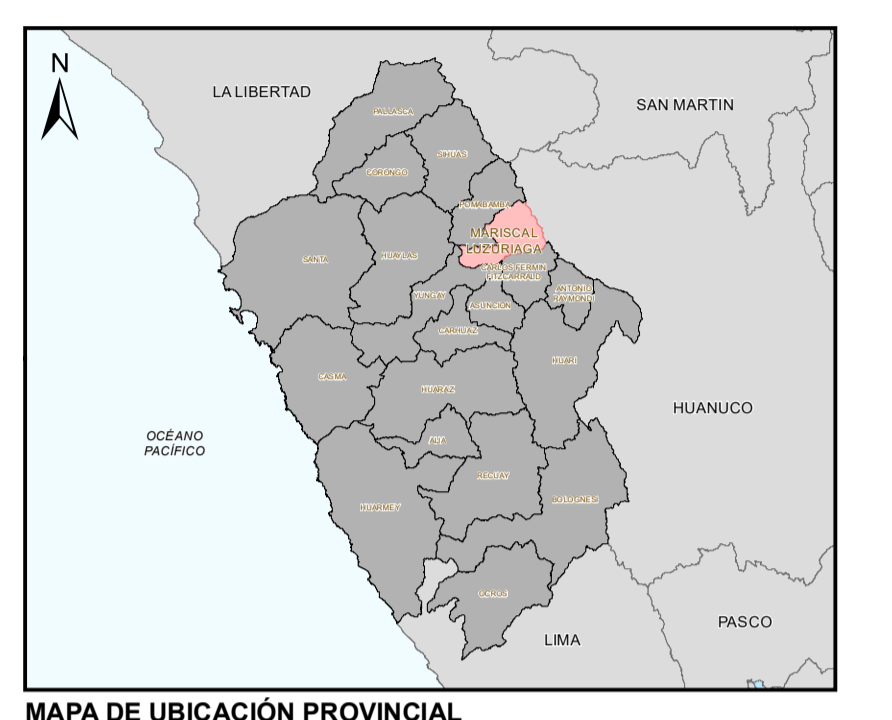 N
LA LIBERTAD
SAN MARTIN
PALLASCA
SIHUAS
CORONGO
POMABAMBA
MARISCAL
LUZURIAGA
SANTA
HUAYLAS
CARLOS FERMIN
FITZCARRALD
YUNGAY
ANTONIO
RAYMONDI
ASUNCION
CARHUAZ
HUARI
CASMA
HUARAZ
HUANUCO
OCÉANO
PACÍFICO
ALIA
RECUAY
BOLOGNESI
HUARMEY
OCROS
LIMA
PASCO
MAPA DE UBICACIÓN PROVINCIAL